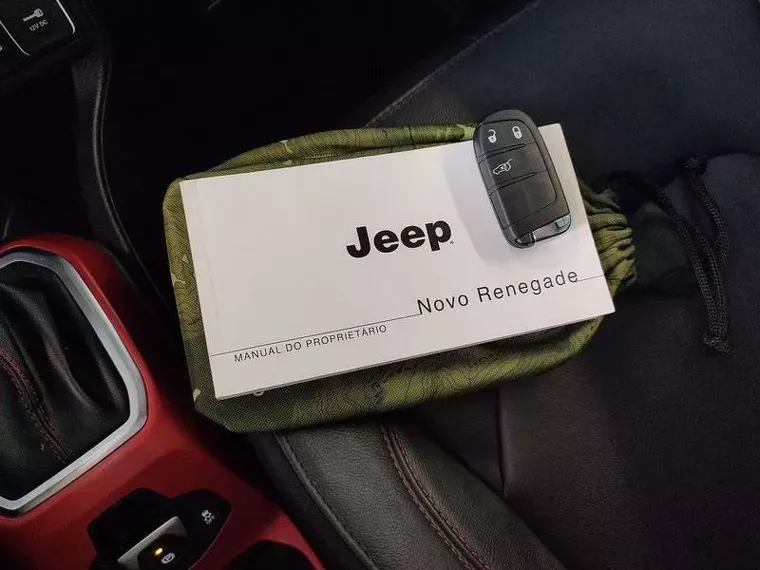 12V DC
Jeep
Novo Renegade
MANUAL DO PROPRIETÁRIO